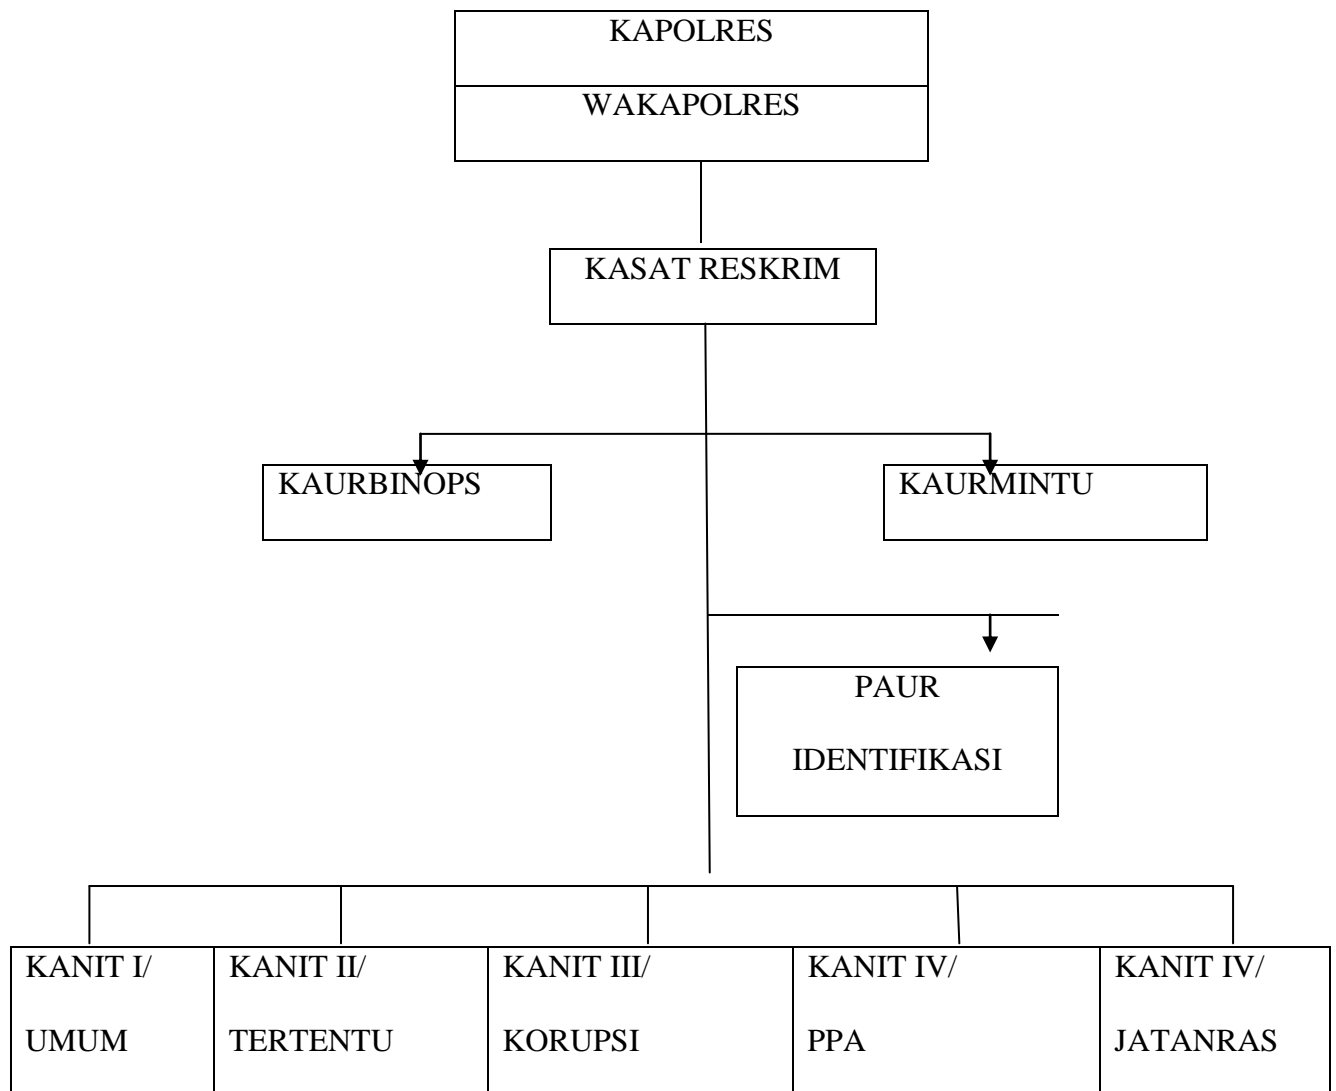 KAPOLRES
WAKAPOLRES
KASAT RESKRIM
KAURBINOPS
KAURMINTU
PAUR
IDENTIFIKASI
KANIT I/
UMUM
KANIT II/
TERTENTU
KANIT III/
KORUPSI
KANIT IV/
PPA
KANIT IV/
JATANRAS